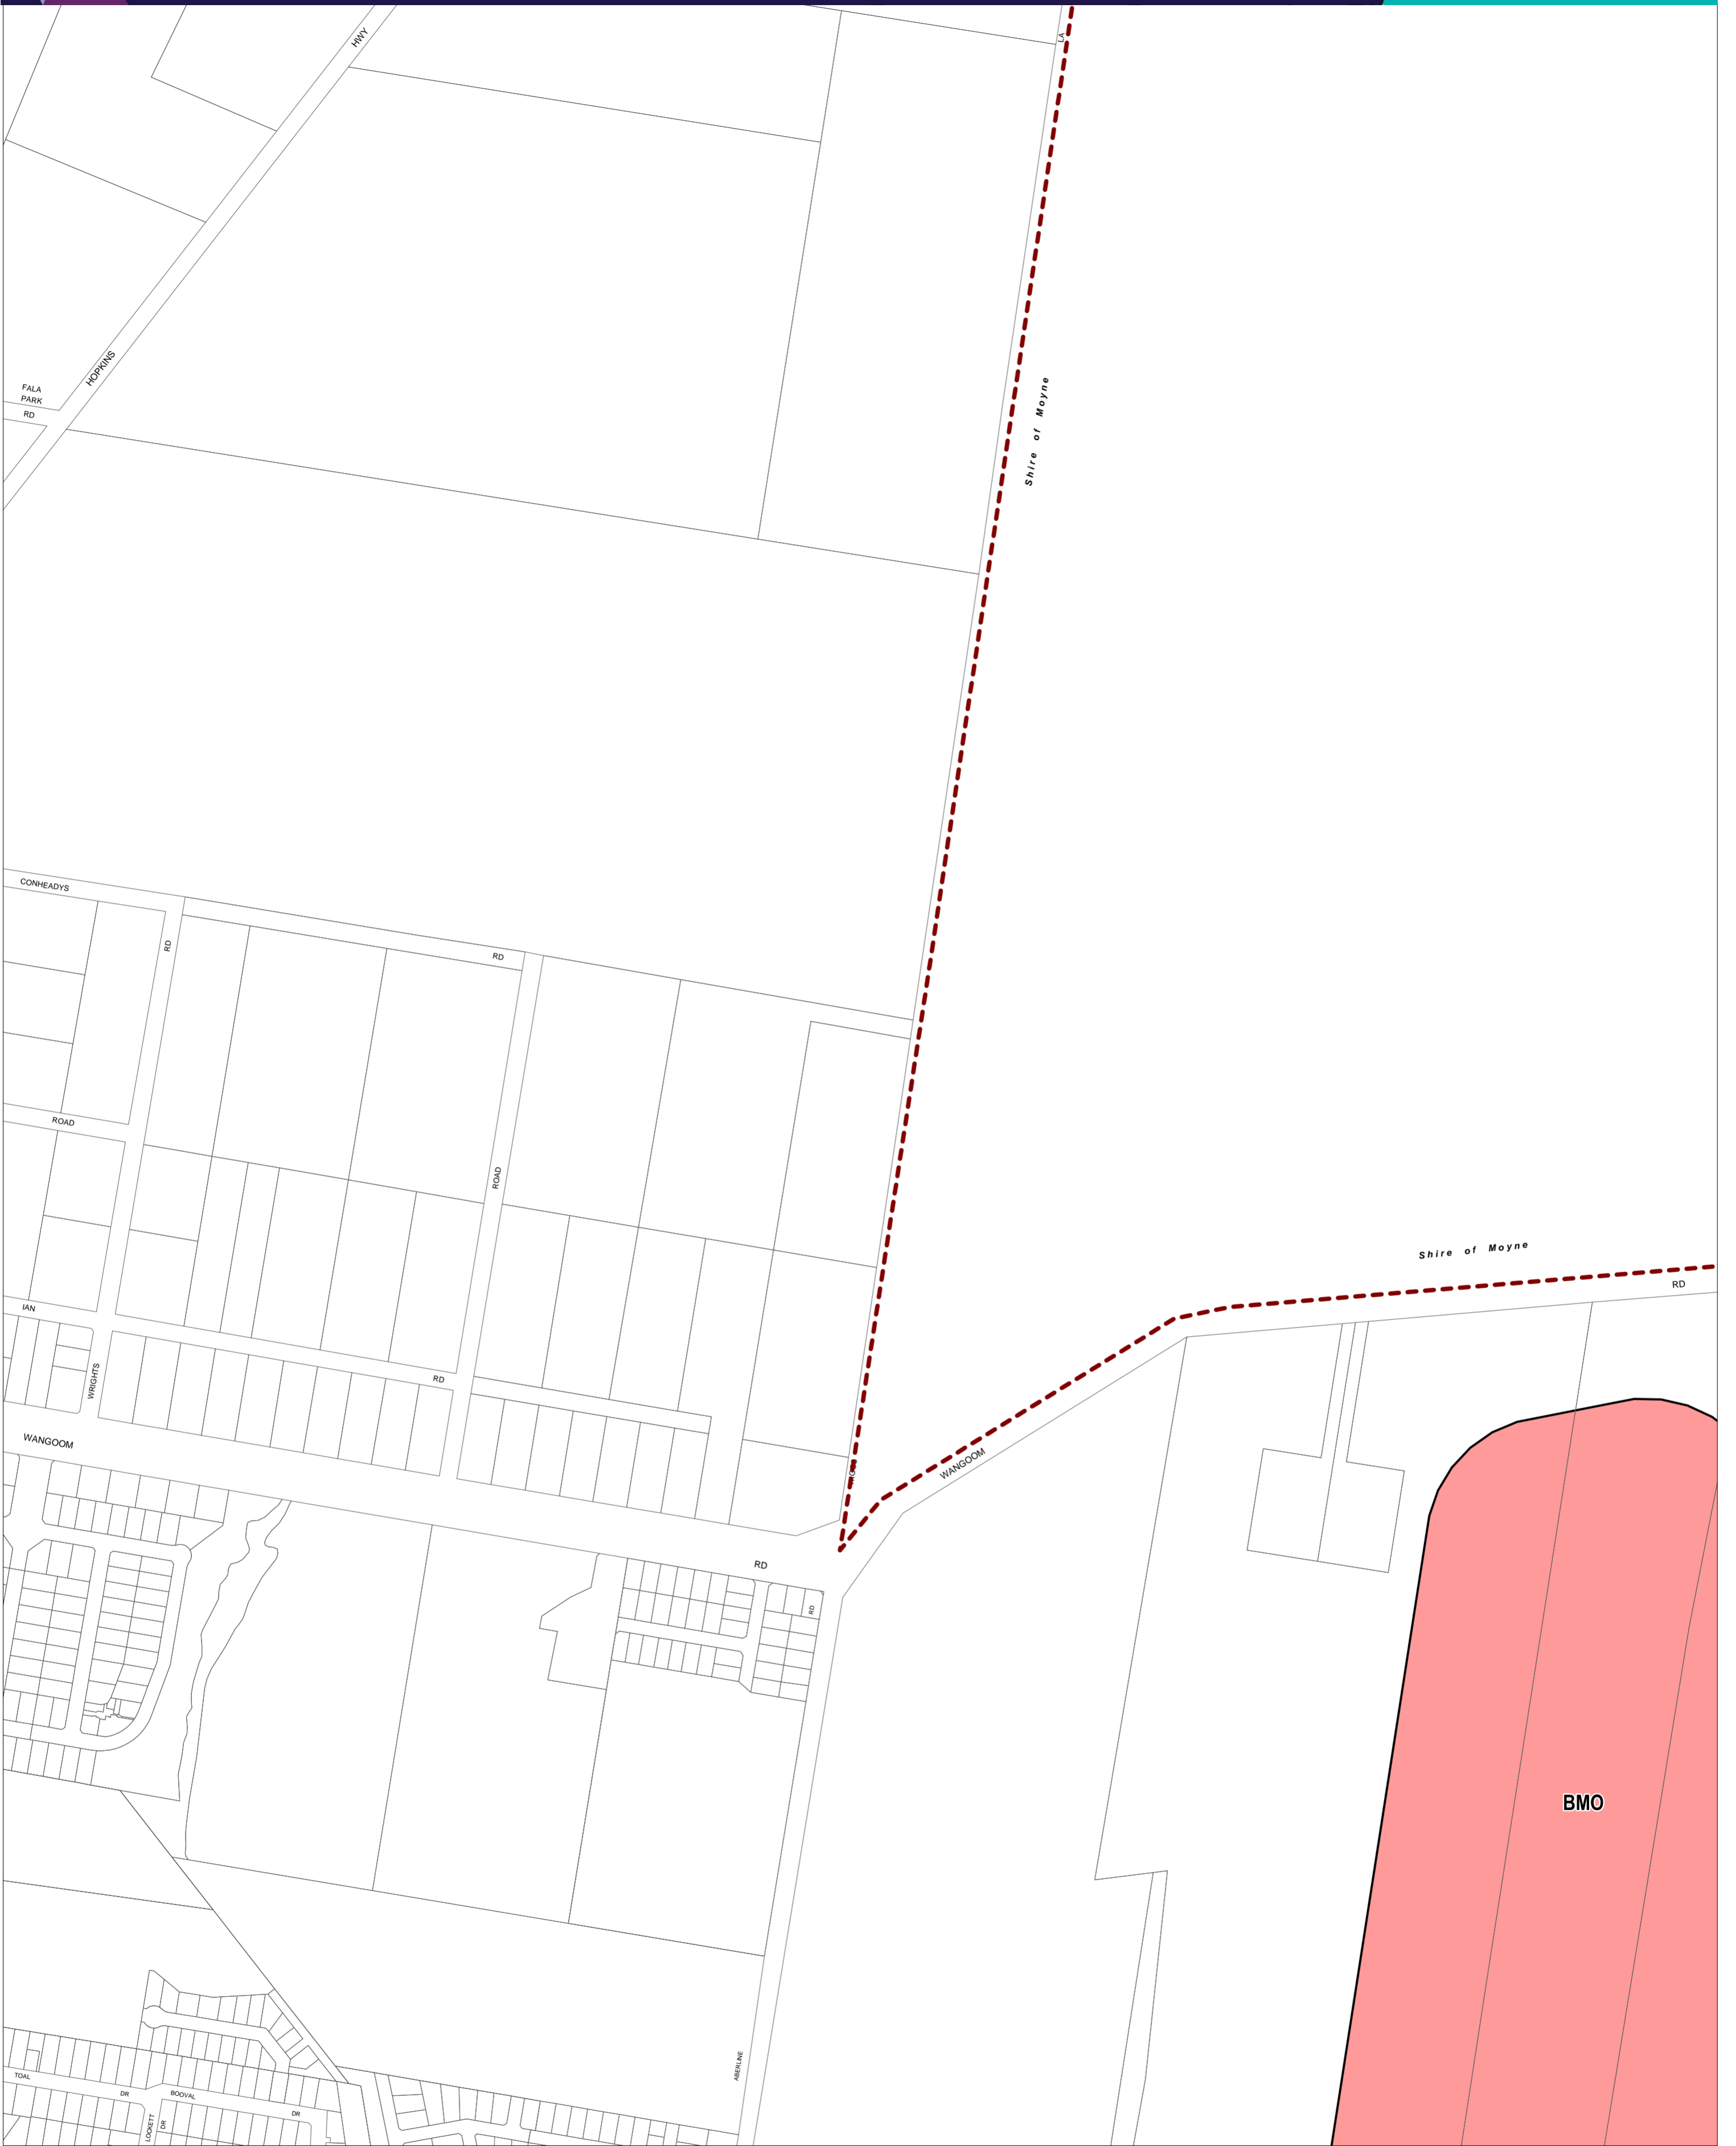 HWY
LA
HOPKINS
Shire of Moyne
FALA
PARK
RD
CONHEADYS
RD
RD
ROAD
ROAD
Shire of Moyne
RD
IAN
WRIGHTS
RD
WANGOOM
WANGOOM
RD
RD
BMO
ABERLINE
TOAL
DR
BOOVAL
DR
LOCKETT
DR